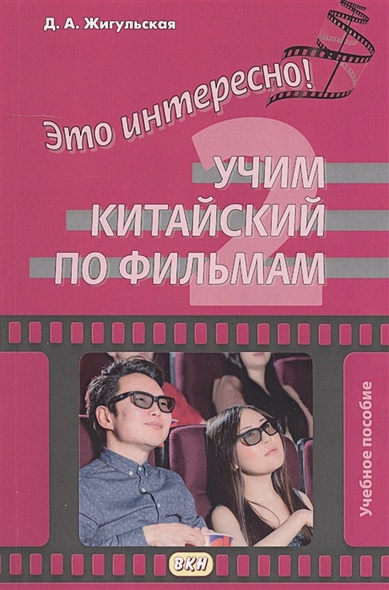 Д. А. Жигульская
Это интересно!
2
УЧИМ
КИТАЙСКИЙ
ПО ФИЛЬМАМ
Учебное пособие
ВКН